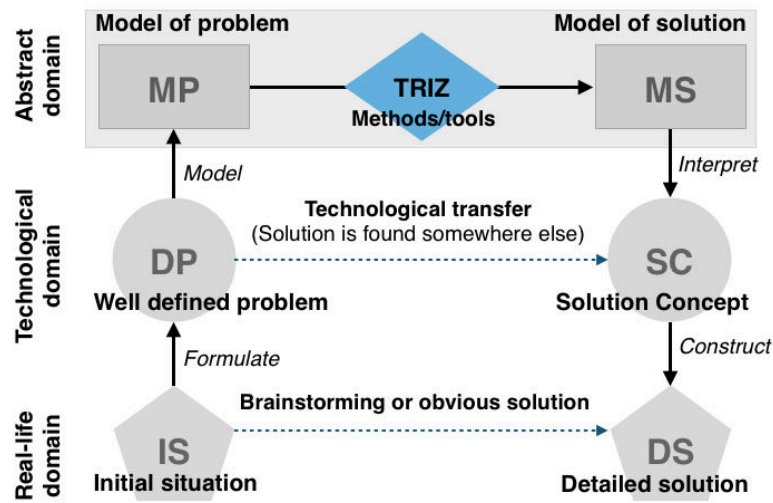 Model of problem
Model of solution
Abstract
domain
MP
TRIZ
Methods/tools
MS
Model
Interpret
Technological
domain
Technological transfer
(Solution is found somewhere else)
DP
SC
Well defined problem
Solution Concept
Formulate
Construct
Real-life
domain
Brainstorming or obvious solution
IS
DS
Initial situation
Detailed solution